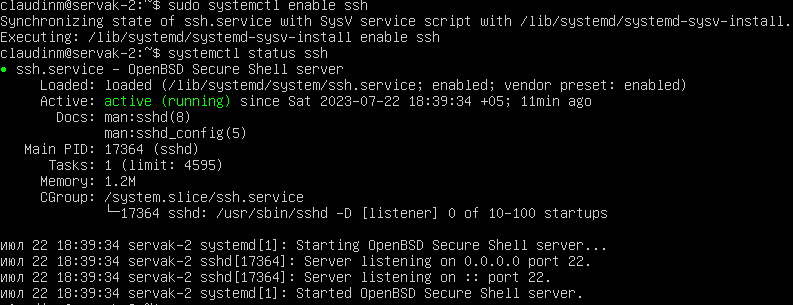 claudinm@servak-2:~$ sudo systemctl enable ssh
Synchronizing state of ssh.service with SysV service script with /lib/systemd/systemd-sysv-install.
Executing: /lib/systemd/systemd-sysv-install enable ssh
claudinm@servak-2:~$ systemctl status ssh
● ssh.service - OpenBSD Secure Shell server
     Loaded: loaded (/lib/systemd/system/ssh.service; enabled; vendor preset: enabled)
     Active: active (running) since Sat 2023-07-22 18:39:34 +05; 11min ago
       Docs: man:sshd(8)
             man:sshd_config(5)
   Main PID: 17364 (sshd)
      Tasks: 1 (limit: 4595)
     Memory: 1.2M
     CGroup: /system.slice/ssh.service
             └─17364 sshd: /usr/sbin/sshd -D [listener] 0 of 10-100 startups
июл 22 18:39:34 servak-2 systemd[1]: Starting OpenBSD Secure Shell server...
июл 22 18:39:34 servak-2 sshd[17364]: Server listening on 0.0.0.0 port 22.
июл 22 18:39:34 servak-2 sshd[17364]: Server listening on :: port 22.
июл 22 18:39:34 servak-2 systemd[1]: Started OpenBSD Secure Shell server.